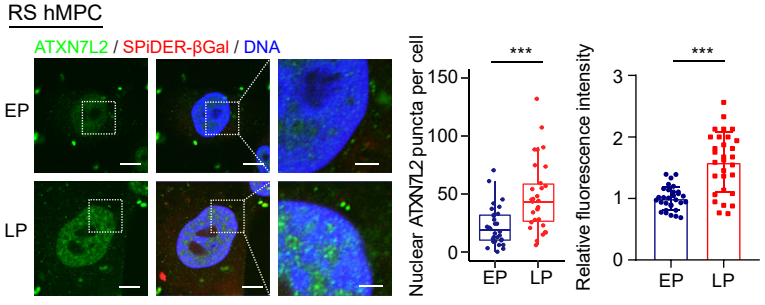 RS hMPC
ATXN7L2 / SPiDER-βGal / DNA
EP
LP
Nuclear ATXN7L2 puncta per cell
150
100
50
0
***
EP LP
Relative fluorescence intensity
3
2
1
0
***
EP LP